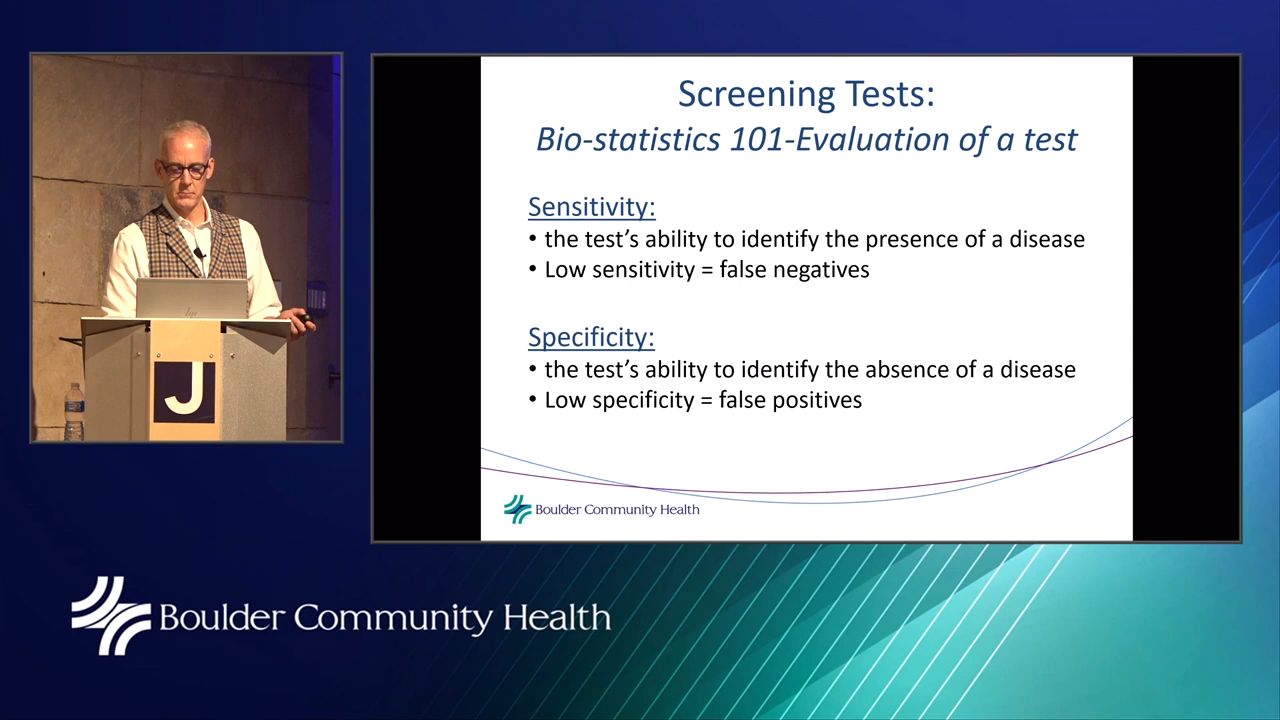 Screening Tests:
Bio-statistics 101-Evaluation of a test
Sensitivity:
• the test’s ability to identify the presence of a disease
• Low sensitivity = false negatives
Specificity:
• the test’s ability to identify the absence of a disease
• Low specificity = false positives
Boulder Community Health
hp
J
Boulder Community Health